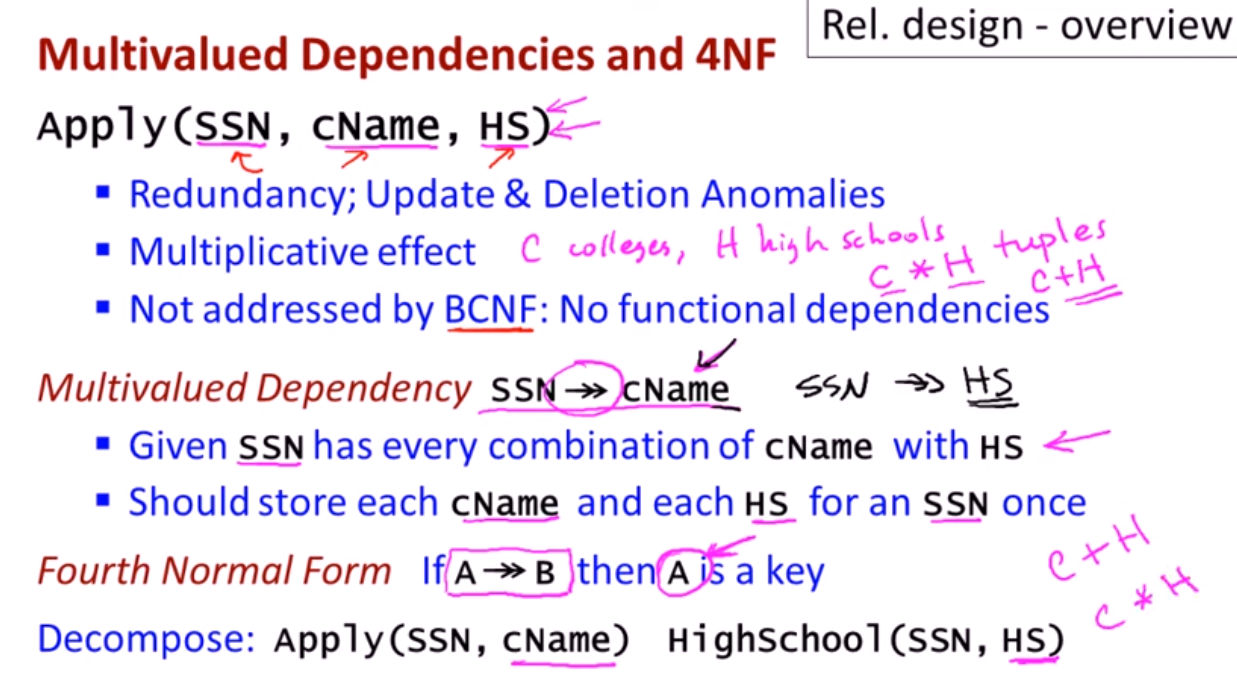 Rel. design - overview
Multivalued Dependencies and 4NF
Apply(SSN, cName, HS)
▪ Redundancy; Update & Deletion Anomalies
▪ Multiplicative effect C colleges, H high schools
C * H tuples
C+H
▪ Not addressed by BCNF: No functional dependencies
Multivalued Dependency SSN ↠ cName SSN ↠ HS
▪ Given SSN has every combination of cName with HS
▪ Should store each cName and each HS for an SSN once
Fourth Normal Form If A ↠ B then A is a key
C + H
C * H
Decompose: Apply(SSN, cName) HighSchool(SSN, HS)